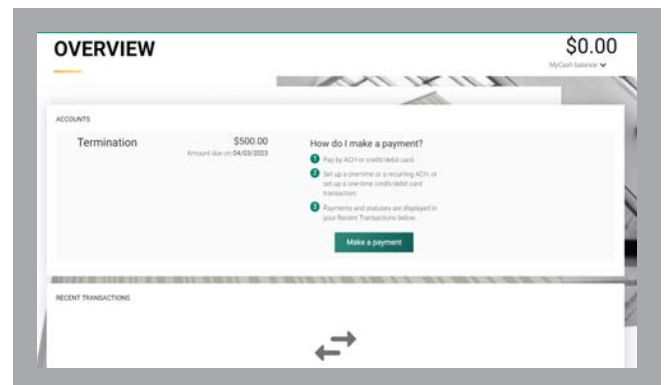 OVERVIEW
$0.00
MyCash balance
ACCOUNTS
Termination
$500.00
Amount due on 04/03/2023
How do I make a payment?
1 Pay by ACH or credit/debit card.
2 Set up a one-time or a recurring ACH, or
set up a one-time credit/debit card
transaction.
3 Payments and statuses are displayed in
your Recent Transactions below.
Make a payment
RECENT TRANSACTIONS